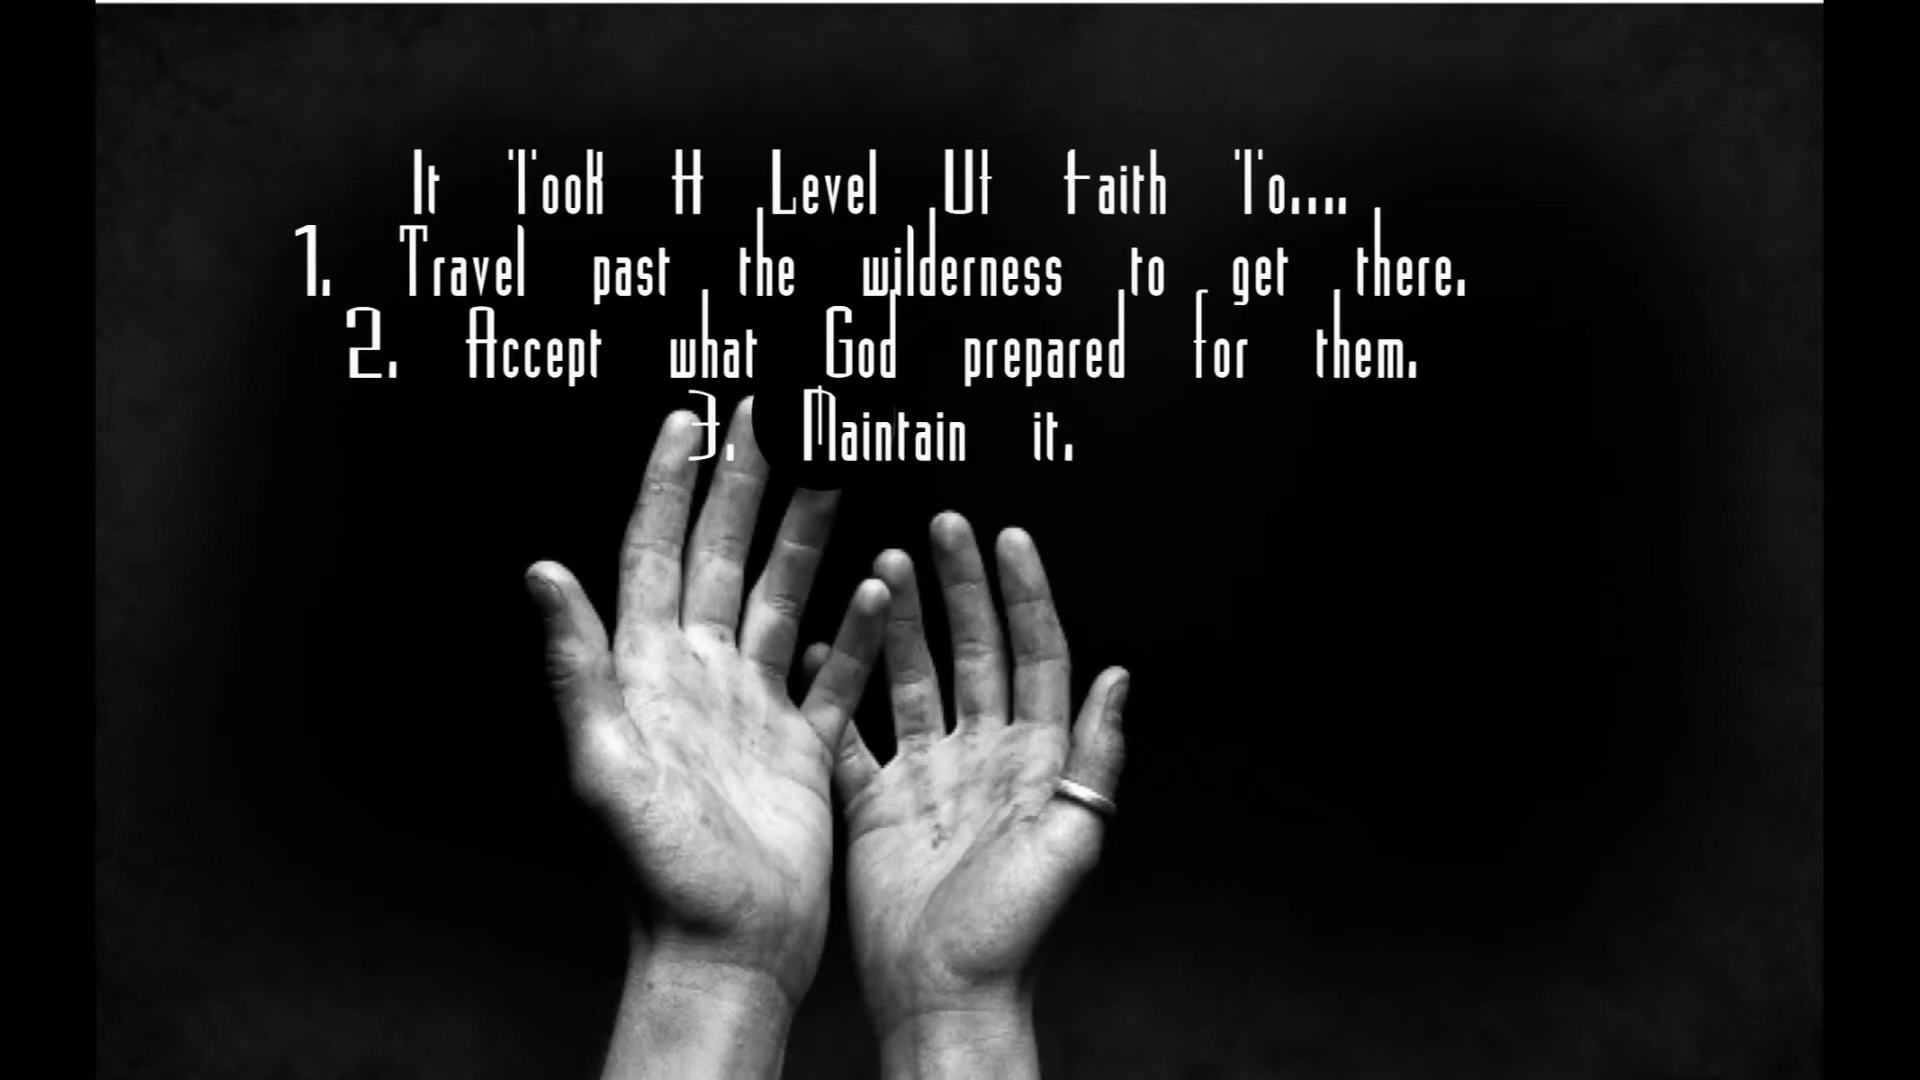 It Took A Level Of Faith To....
1. Travel past the wilderness to get there.
2. Accept what God prepared for them.
3. Maintain it.